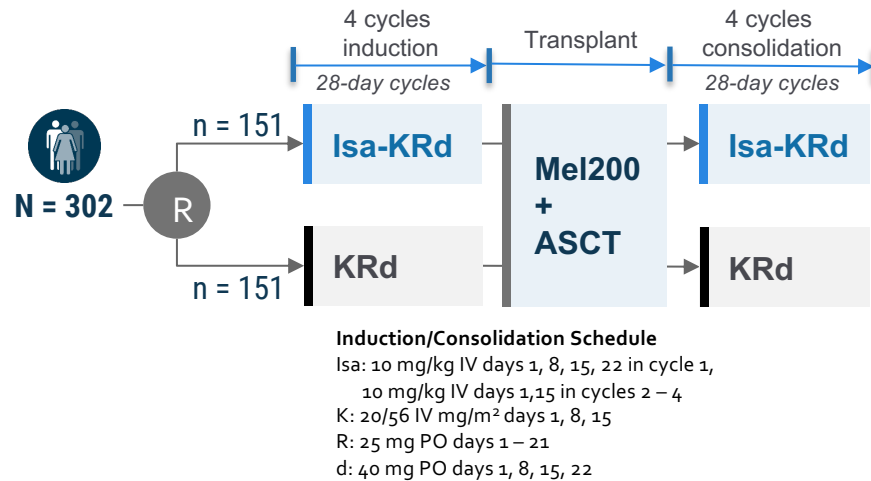 4 cycles
induction
Transplant
4 cycles
consolidation
28-day cycles
28-day cycles
n = 151
Isa-KRd
Mel200
+
ASCT
Isa-KRd
N = 302
R
KRd
KRd
n = 151
Induction/Consolidation Schedule
Isa: 10 mg/kg IV days 1, 8, 15, 22 in cycle 1,
10 mg/kg IV days 1,15 in cycles 2 – 4
K: 20/56 IV mg/m² days 1, 8, 15
R: 25 mg PO days 1 – 21
d: 40 mg PO days 1, 8, 15, 22